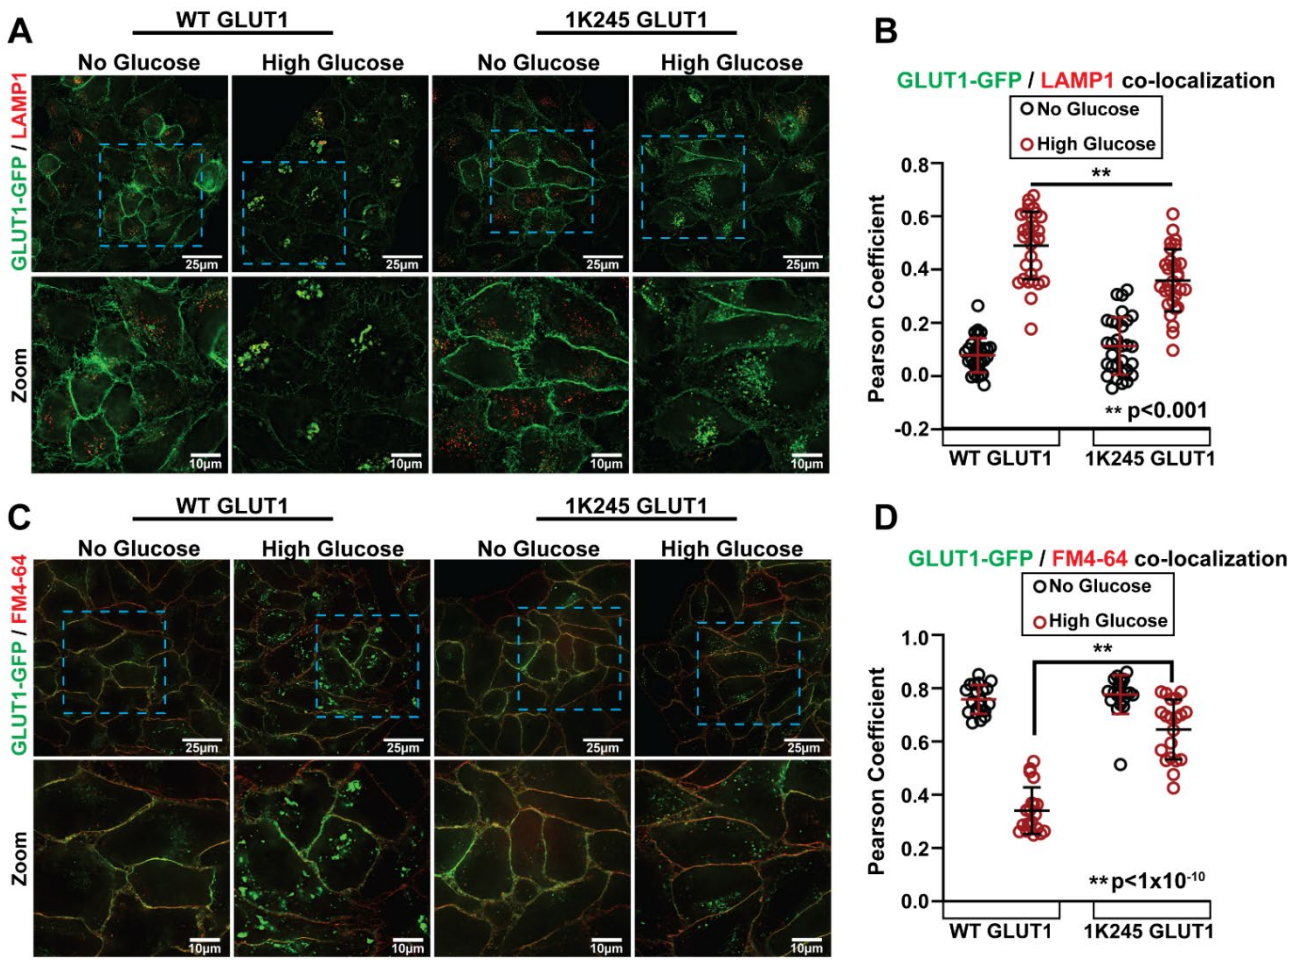 A
WT GLUT1
1K245 GLUT1
No Glucose
High Glucose
No Glucose
High Glucose
GLUT1-GFP / LAMP1
25µm
25µm
25µm
25µm
Zoom
10µm
10µm
10µm
10µm
B
GLUT1-GFP / LAMP1 co-localization
No Glucose
High Glucose
Pearson Coefficient
0.8
0.6
0.4
0.2
0.0
-0.2
**
** p<0.001
WT GLUT1
1K245 GLUT1
C
WT GLUT1
1K245 GLUT1
No Glucose
High Glucose
No Glucose
High Glucose
GLUT1-GFP / FM4-64
25µm
25µm
25µm
25µm
Zoom
10µm
10µm
10µm
10µm
D
GLUT1-GFP / FM4-64 co-localization
No Glucose
High Glucose
Pearson Coefficient
1.0
0.8
0.6
0.4
0.2
0.0
**
** p<1x10⁻¹⁰
WT GLUT1
1K245 GLUT1